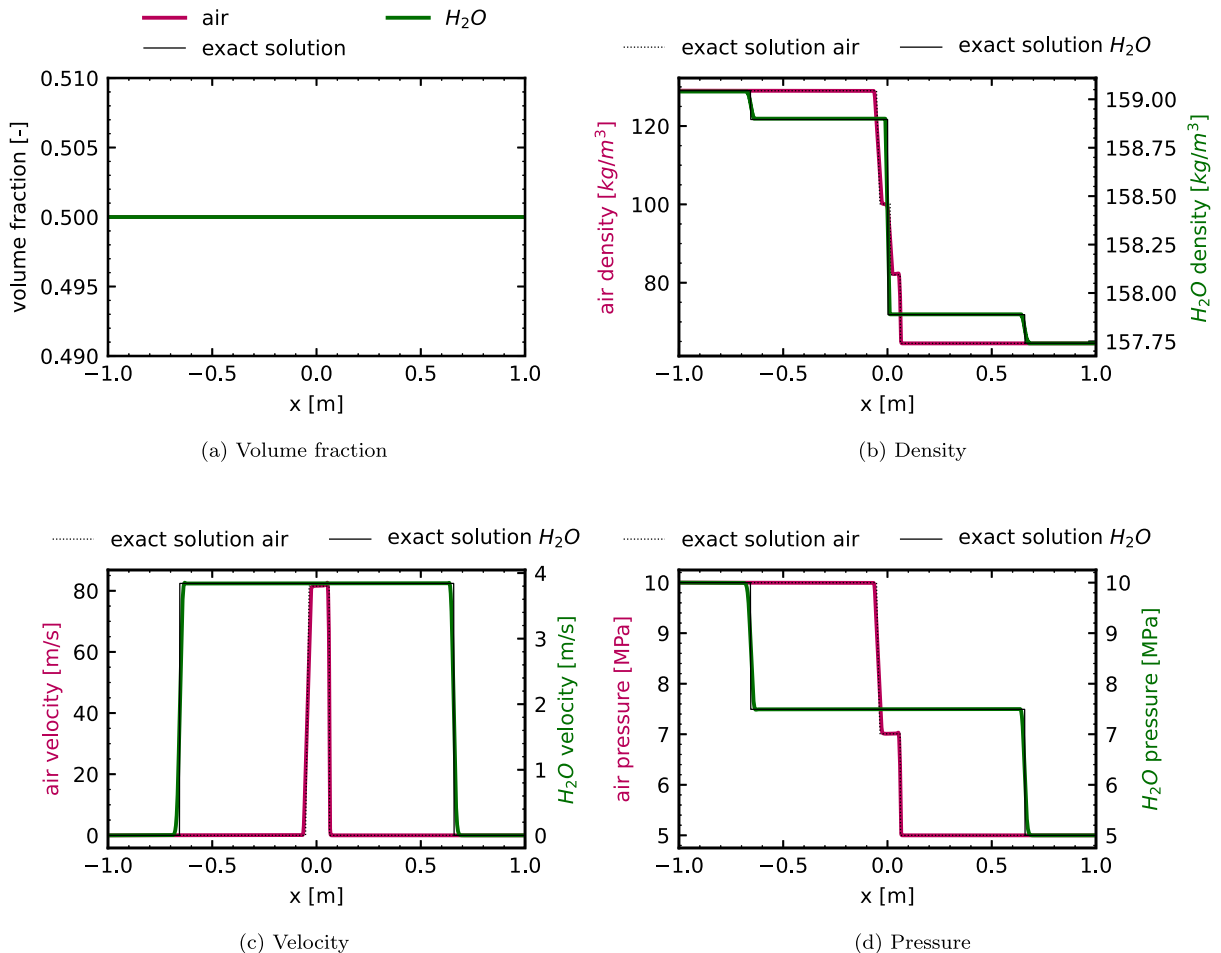 air
H₂O
exact solution
0.510
0.505
0.500
0.495
0.490
volume fraction [-]
−1.0 −0.5 0.0 0.5 1.0
x [m]
(a) Volume fraction
exact solution air
exact solution H₂O
120
100
80
air density [kg/m³]
159.00
158.75
158.50
158.25
158.00
157.75
H₂O density [kg/m³]
−1.0 −0.5 0.0 0.5 1.0
x [m]
(b) Density
exact solution air
exact solution H₂O
80
60
40
20
0
air velocity [m/s]
4
3
2
1
0
H₂O velocity [m/s]
−1.0 −0.5 0.0 0.5 1.0
x [m]
(c) Velocity
exact solution air
exact solution H₂O
10
9
8
7
6
5
air pressure [MPa]
10
9
8
7
6
5
H₂O pressure [MPa]
−1.0 −0.5 0.0 0.5 1.0
x [m]
(d) Pressure